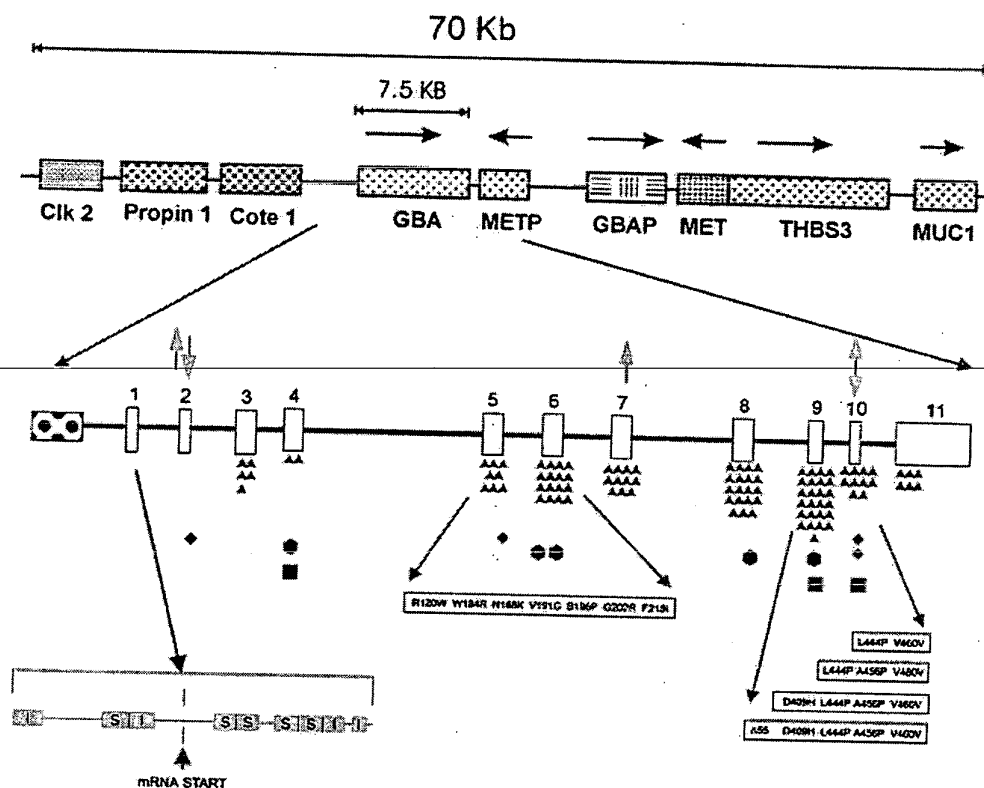 70 Kb
7.5 KB
Clk 2 Propin 1 Cote 1 GBA METP GBAP MET THBS3 MUC1
1 2 3 4 5 6 7 8 9 10 11
R120W W184R N188K V191G S196P G202R F213I
L444P V460V
L444P A456P V460V
D409H L444P A456P V460V
Δ55 D409H L444P A456P V460V
S L S S S S L L
mRNA START